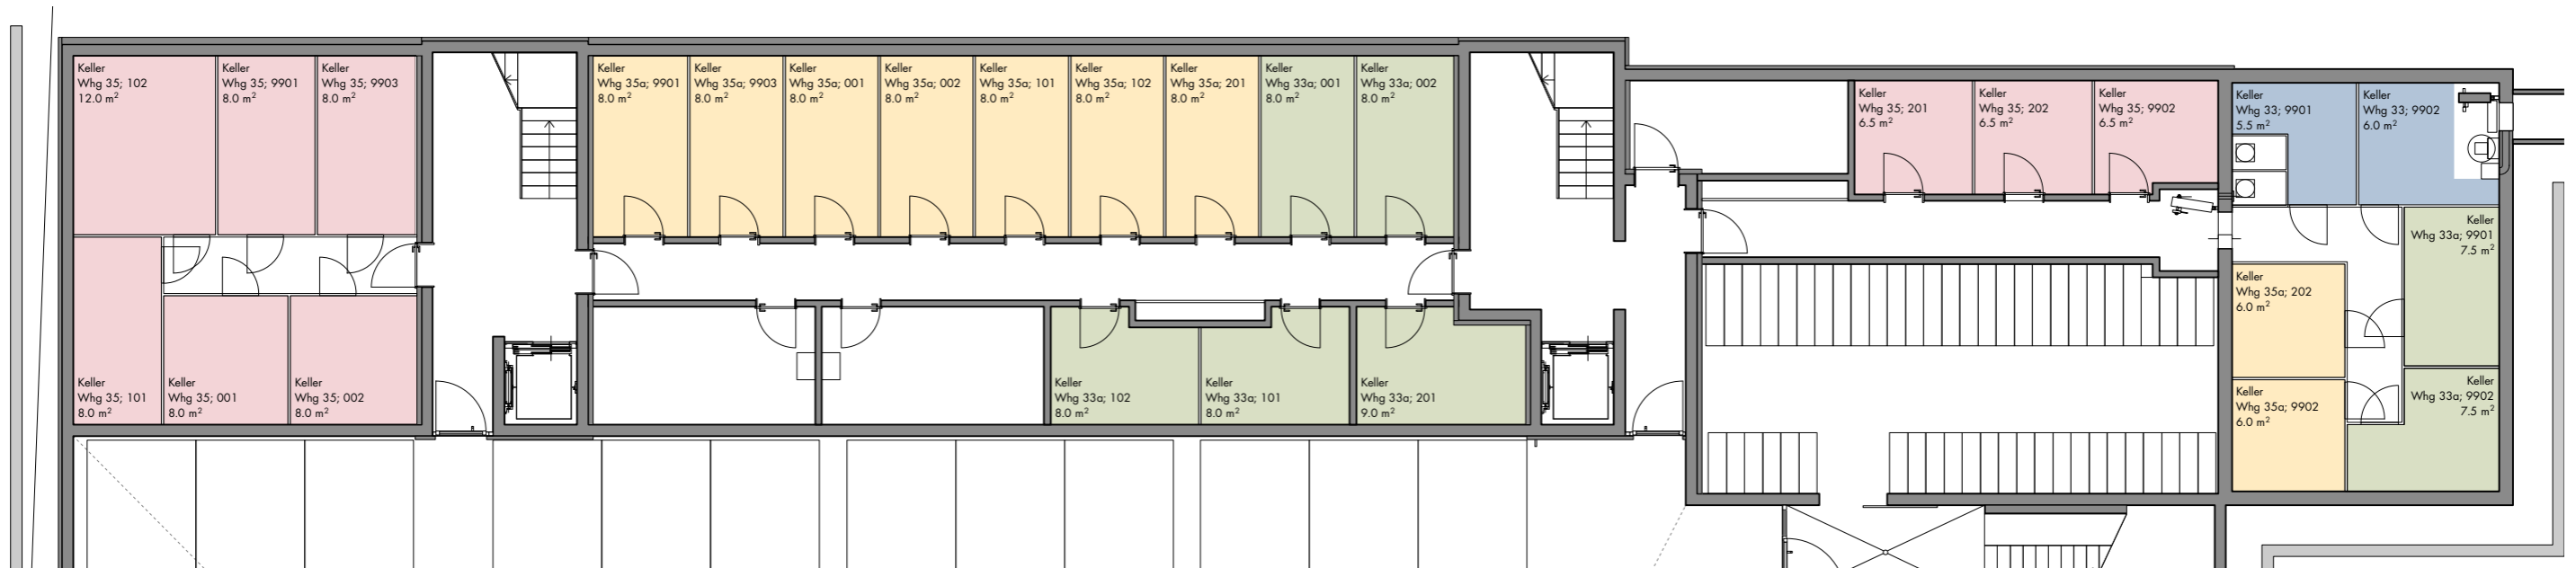 Keller
Whg 35; 102
12.0 m²
Keller
Whg 35; 9901
8.0 m²
Keller
Whg 35; 9903
8.0 m²
Keller
Whg 35a; 9901
8.0 m²
Keller
Whg 35a; 9903
8.0 m²
Keller
Whg 35a; 001
8.0 m²
Keller
Whg 35a; 002
8.0 m²
Keller
Whg 35a; 101
8.0 m²
Keller
Whg 35a; 102
8.0 m²
Keller
Whg 35a; 201
8.0 m²
Keller
Whg 33a; 001
8.0 m²
Keller
Whg 33a; 002
8.0 m²
Keller
Whg 35; 201
6.5 m²
Keller
Whg 35; 202
6.5 m²
Keller
Whg 35; 9902
6.5 m²
Keller
Whg 33; 9901
5.5 m²
Keller
Whg 33; 9902
6.0 m²
Keller
Whg 33a; 9901
7.5 m²
Keller
Whg 35a; 202
6.0 m²
Keller
Whg 35; 101
8.0 m²
Keller
Whg 35; 001
8.0 m²
Keller
Whg 35; 002
8.0 m²
Keller
Whg 33a; 102
8.0 m²
Keller
Whg 33a; 101
8.0 m²
Keller
Whg 33a; 201
9.0 m²
Keller
Whg 35a; 9902
6.0 m²
Keller
Whg 33a; 9902
7.5 m²